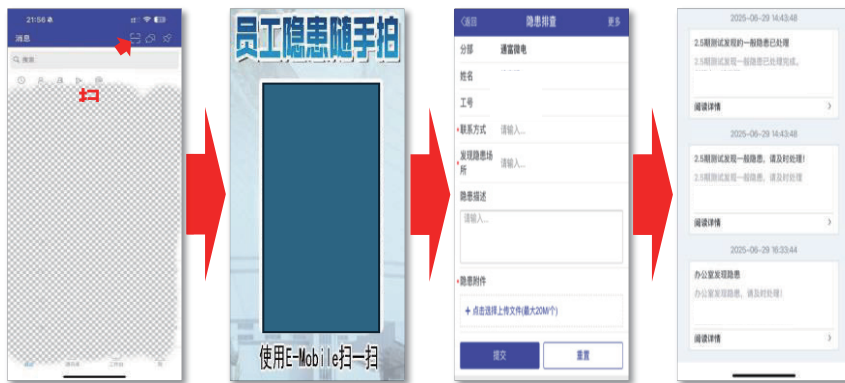 21:56
消息
搜索
扫
员工隐患随手拍
使用E-Mobile扫一扫
返回
隐患排查
更多
分部 通富微电
姓名
工号
*联系方式 请输入...
*发现隐患场所 请输入...
隐患描述
请输入...
*隐患附件
+ 点击选择上传文件(最大20M/个)
提交
重置
2025-06-29 14:43:48
2.5期测试发现的一般隐患已处理
2.5期测试发现一般隐患已处理完成。
阅读详情
2025-06-29 14:43:48
2.5期测试发现一般隐患，请及时处理!
2.5期测试发现一般隐患，请及时处理
阅读详情
2025-06-29 16:33:44
办公室发现隐患
办公室发现隐患，请及时处理!
阅读详情